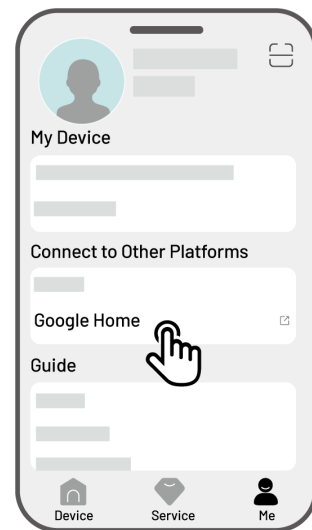 My Device
Connect to Other Platforms
Google Home
Guide
Device Service Me